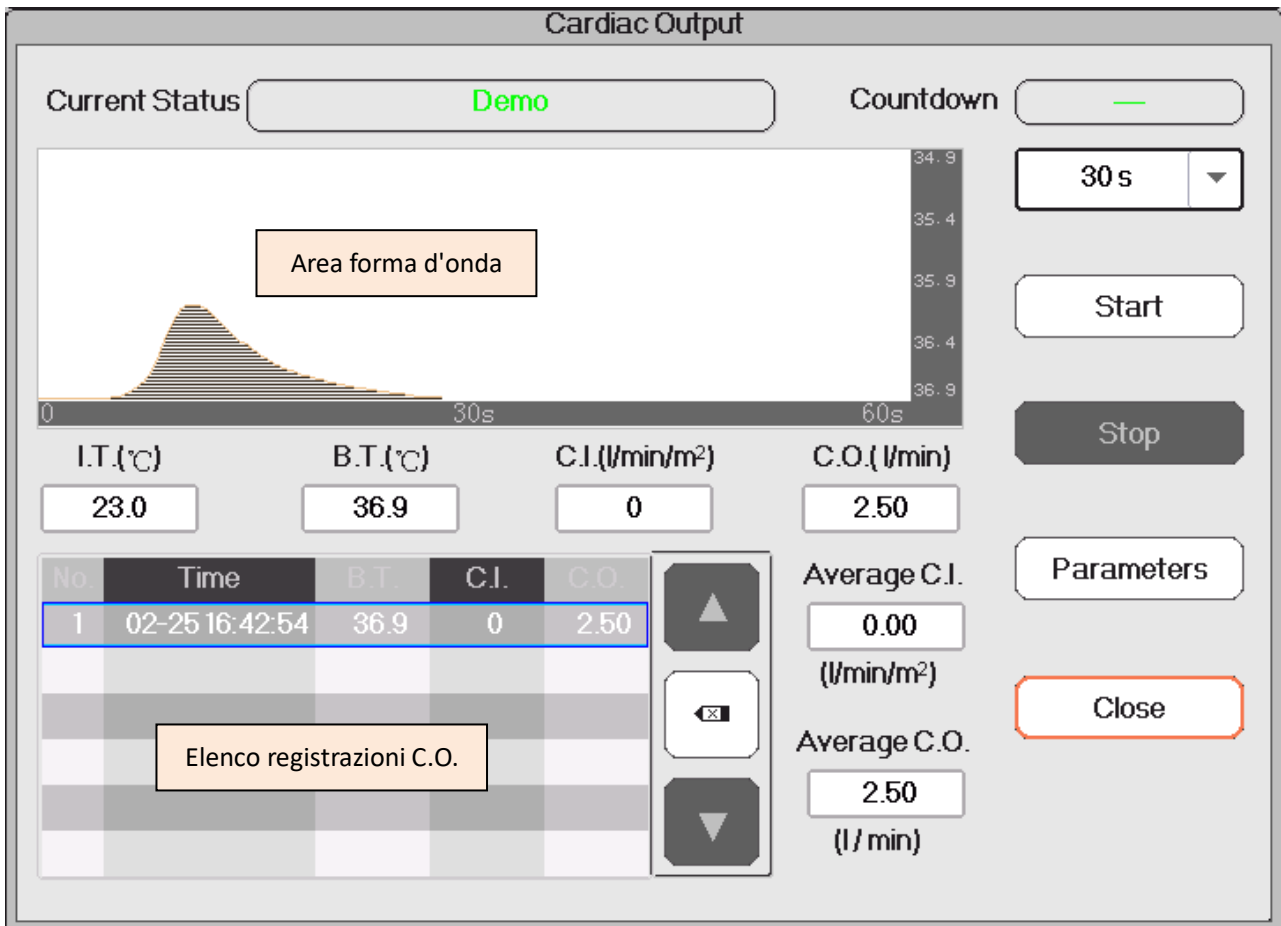 Cardiac Output
Current Status Demo Countdown —
30 s
34.9
35.4
35.9
36.4
36.9
Area forma d'onda
0 30s 60s
Start
Stop
I.T.(℃) B.T.(℃) C.I.(l/min/m²) C.O.( l/min)
23.0 36.9 0 2.50
No. Time B.T. C.I. C.O.
1 02-25 16:42:54 36.9 0 2.50
Elenco registrazioni C.O.
Average C.I.
0.00
(l/min/m²)
Average C.O.
2.50
(l / min)
Parameters
Close